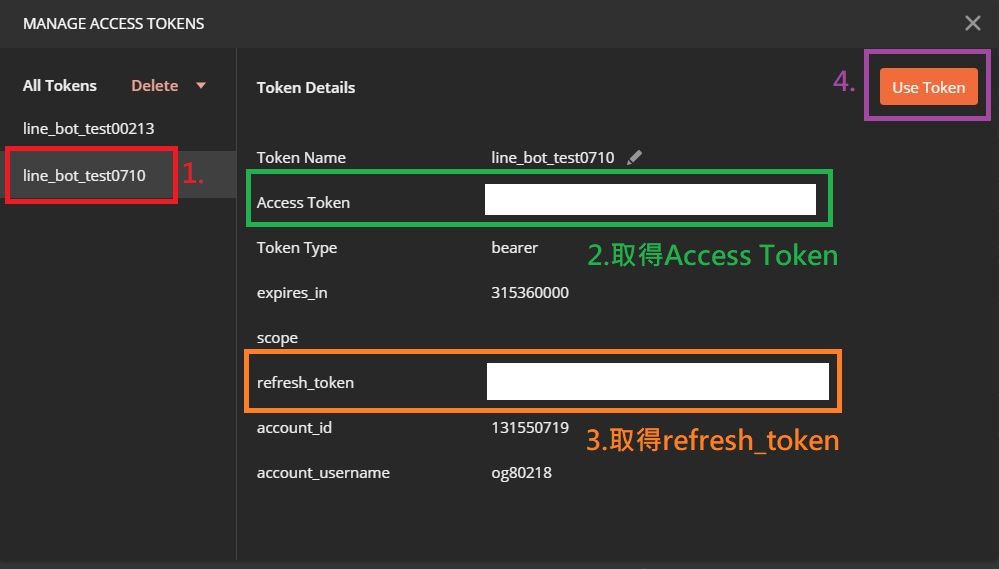 MANAGE ACCESS TOKENS
All Tokens Delete
line_bot_test00213
line_bot_test0710
1.
Token Details
4.
Use Token
Token Name line_bot_test0710
Access Token
Token Type bearer
2.取得Access Token
expires_in 315360000
scope
refresh_token
account_id 131550719
3.取得refresh_token
account_username og80218